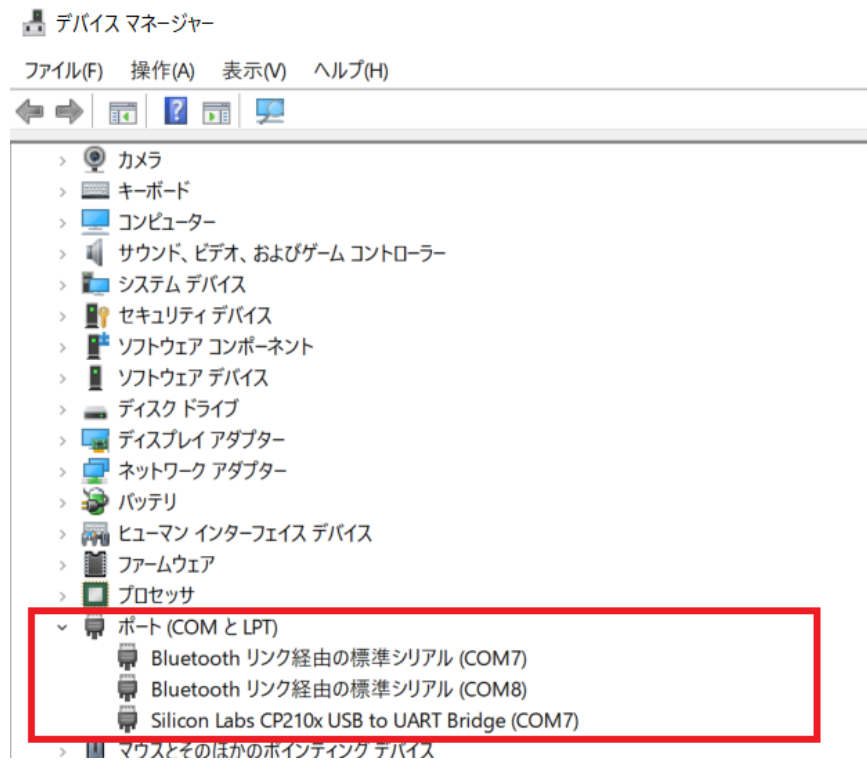 デバイス マネージャー
ファイル(F) 操作(A) 表示(V) ヘルプ(H)
?
カメラ
キーボード
コンピューター
サウンド、ビデオ、およびゲーム コントローラー
システム デバイス
セキュリティ デバイス
ソフトウェア コンポーネント
ソフトウェア デバイス
ディスク ドライブ
ディスプレイ アダプター
ネットワーク アダプター
バッテリ
ヒューマン インターフェイス デバイス
ファームウェア
プロセッサ
ポート (COM と LPT)
Bluetooth リンク経由の標準シリアル (COM7)
Bluetooth リンク経由の標準シリアル (COM8)
Silicon Labs CP210x USB to UART Bridge (COM7)
マウスとそのほかのポインティング デバイス